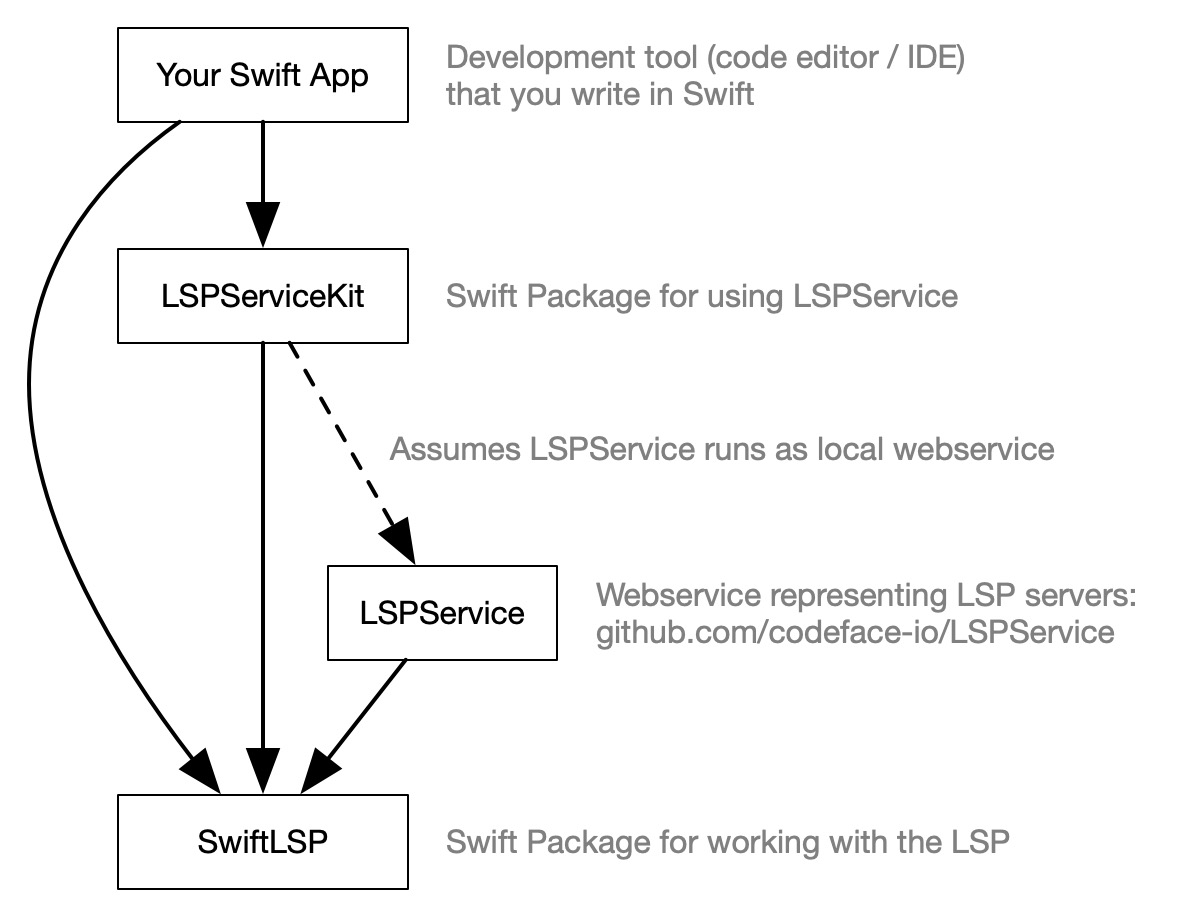 Your Swift App
Development tool (code editor / IDE)
that you write in Swift
LSPServiceKit
Swift Package for using LSPService
Assumes LSPService runs as local webservice
LSPService
Webservice representing LSP servers:
github.com/codeface-io/LSPService
SwiftLSP
Swift Package for working with the LSP